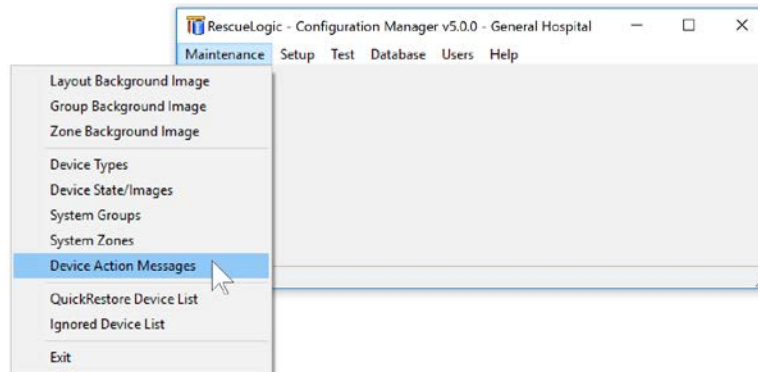 RescueLogic - Configuration Manager v5.0.0 - General Hospital
Maintenance Setup Test Database Users Help
Layout Background Image
Group Background Image
Zone Background Image
Device Types
Device State/Images
System Groups
System Zones
Device Action Messages
QuickRestore Device List
Ignored Device List
Exit